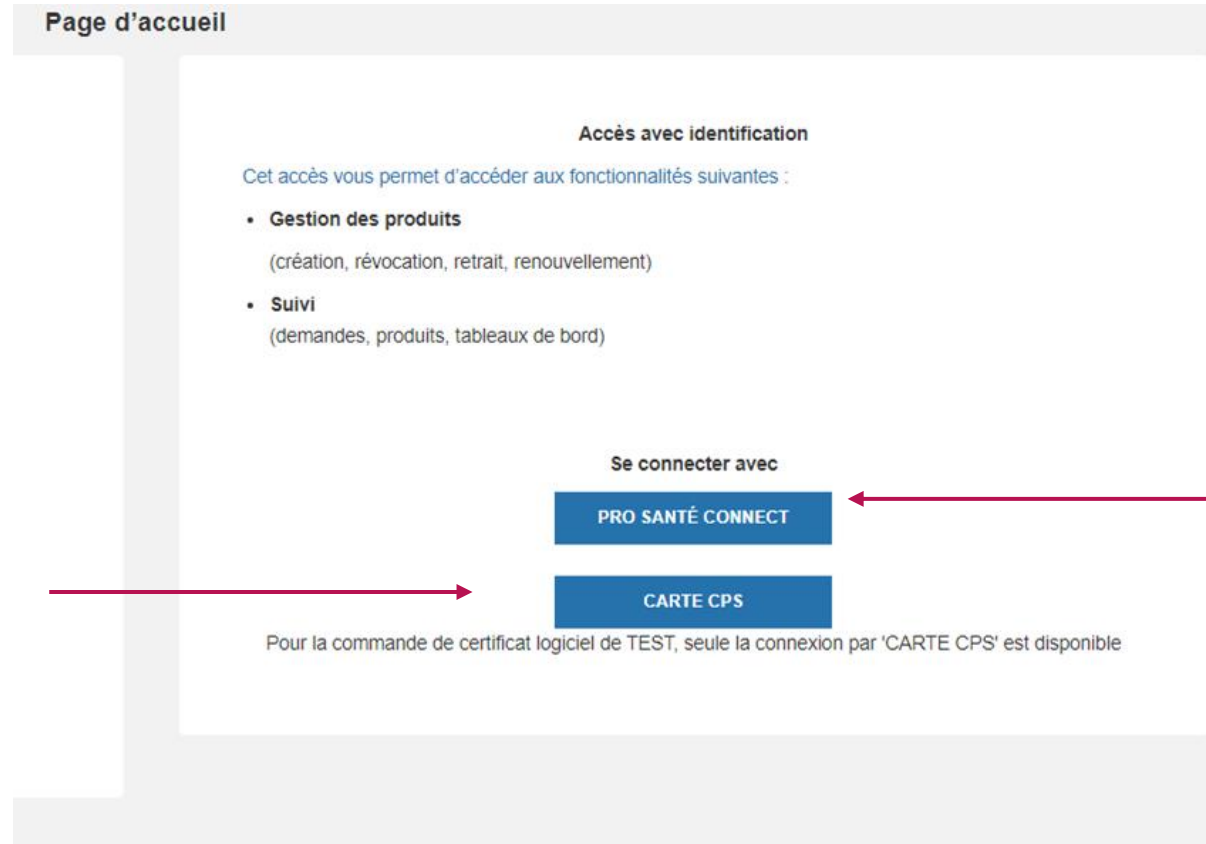 Page d’accueil
Accès avec identification
Cet accès vous permet d’accéder aux fonctionnalités suivantes :
• Gestion des produits
(création, révocation, retrait, renouvellement)
• Suivi
(demandes, produits, tableaux de bord)
Se connecter avec
PRO SANTÉ CONNECT
CARTE CPS
Pour la commande de certificat logiciel de TEST, seule la connexion par 'CARTE CPS' est disponible